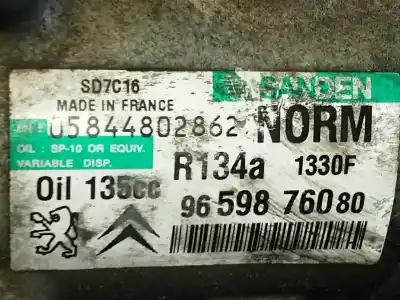 SD7C16
SANDEN
MADE IN FRANCE
05844802862
NORM
OIL : SP-10 OR EQUIV.
VARIABLE DISP.
R134a 1330F
Oil 135cc
96 598 760 80